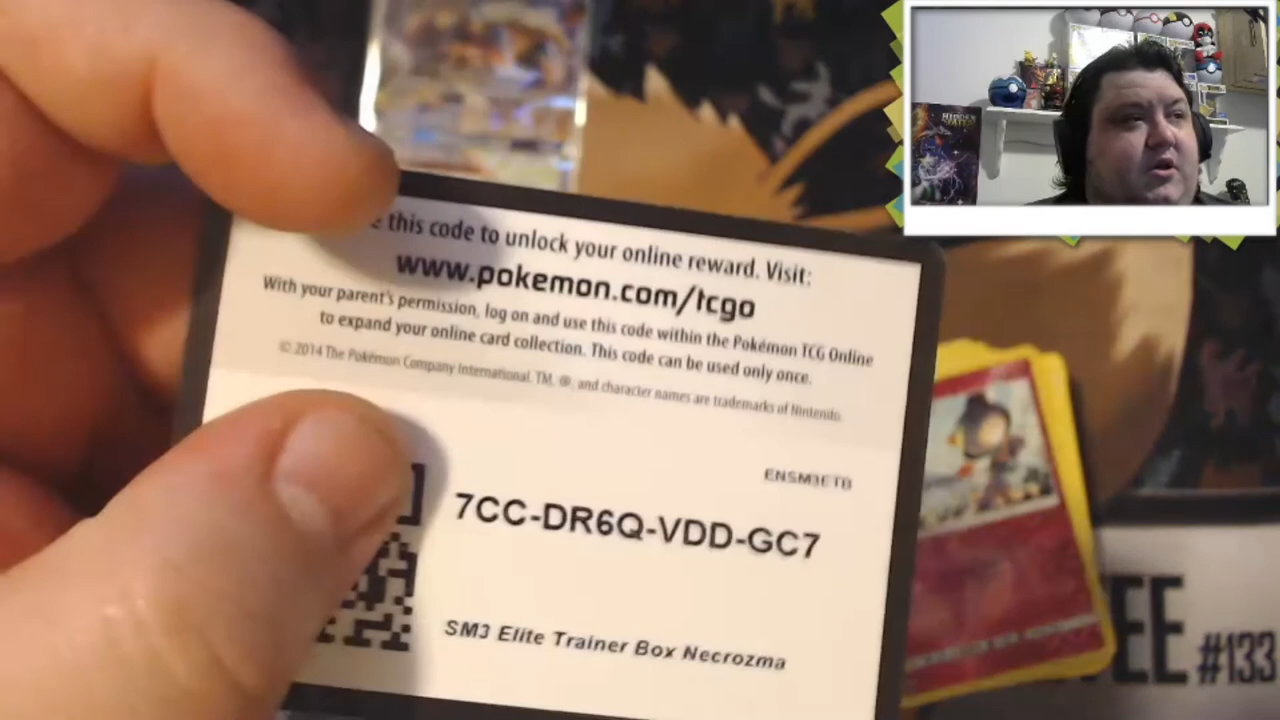 this code to unlock your online reward. Visit:
www.pokemon.com/tcgo
With your parent's permission, log on and use this code within the Pokémon TCG Online
to expand your online card collection. This code can be used only once.
© 2014 The Pokémon Company International. TM, ®, and character names are trademarks of Nintendo.
ENSM3ETB
7CC-DR6Q-VDD-GC7
SM3 Elite Trainer Box Necrozma
HIDDEN
FATES
#133